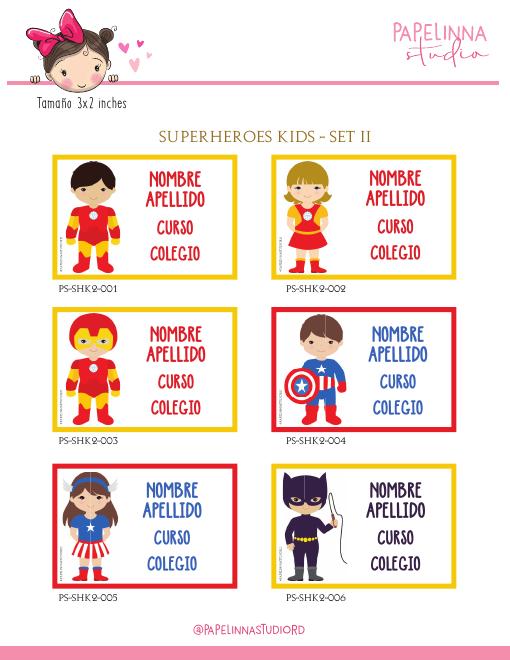 PAPELINNA
studio
Tamaño 3x2 inches
SUPERHEROES KIDS - SET II
NOMBRE
APELLIDO
CURSO
COLEGIO
PS-SHK2-001
NOMBRE
APELLIDO
CURSO
COLEGIO
PS-SHK2-002
NOMBRE
APELLIDO
CURSO
COLEGIO
PS-SHK2-003
NOMBRE
APELLIDO
CURSO
COLEGIO
PS-SHK2-004
NOMBRE
APELLIDO
CURSO
COLEGIO
PS-SHK2-005
NOMBRE
APELLIDO
CURSO
COLEGIO
PS-SHK2-006
@PAPELINNASTUDIORD